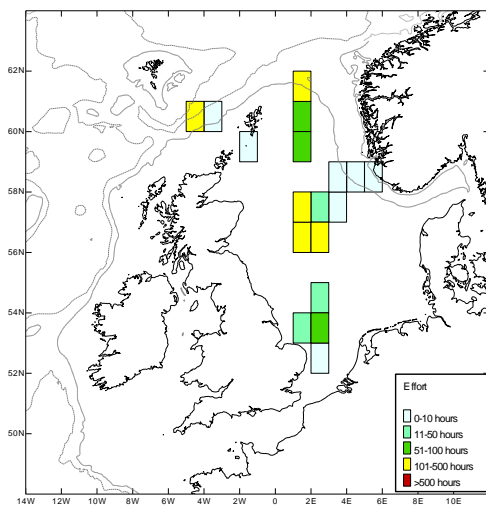 62N
60N
58N
56N
54N
52N
50N
Effort
0-10 hours
11-50 hours
51-100 hours
101-500 hours
>500 hours
14W 12W 10W 8W 6W 4W 2W 0 2E 4E 6E 8E 10E